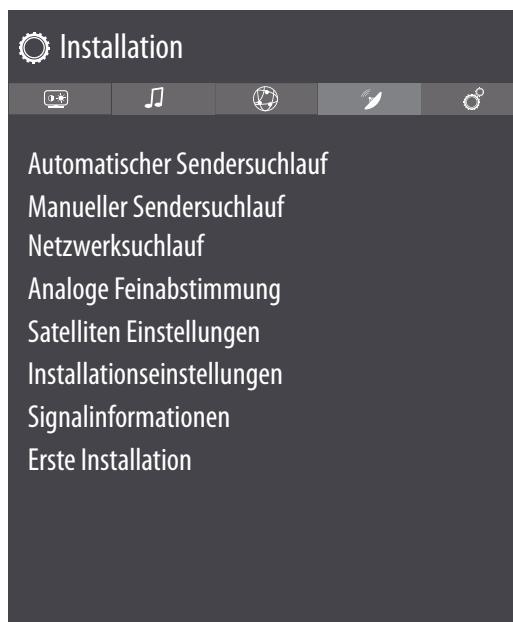 Installation
Automatischer Sendersuchlauf
Manueller Sendersuchlauf
Netzwerksuchlauf
Analoge Feinabstimmung
Satelliten Einstellungen
Installationseinstellungen
Signalinformationen
Erste Installation